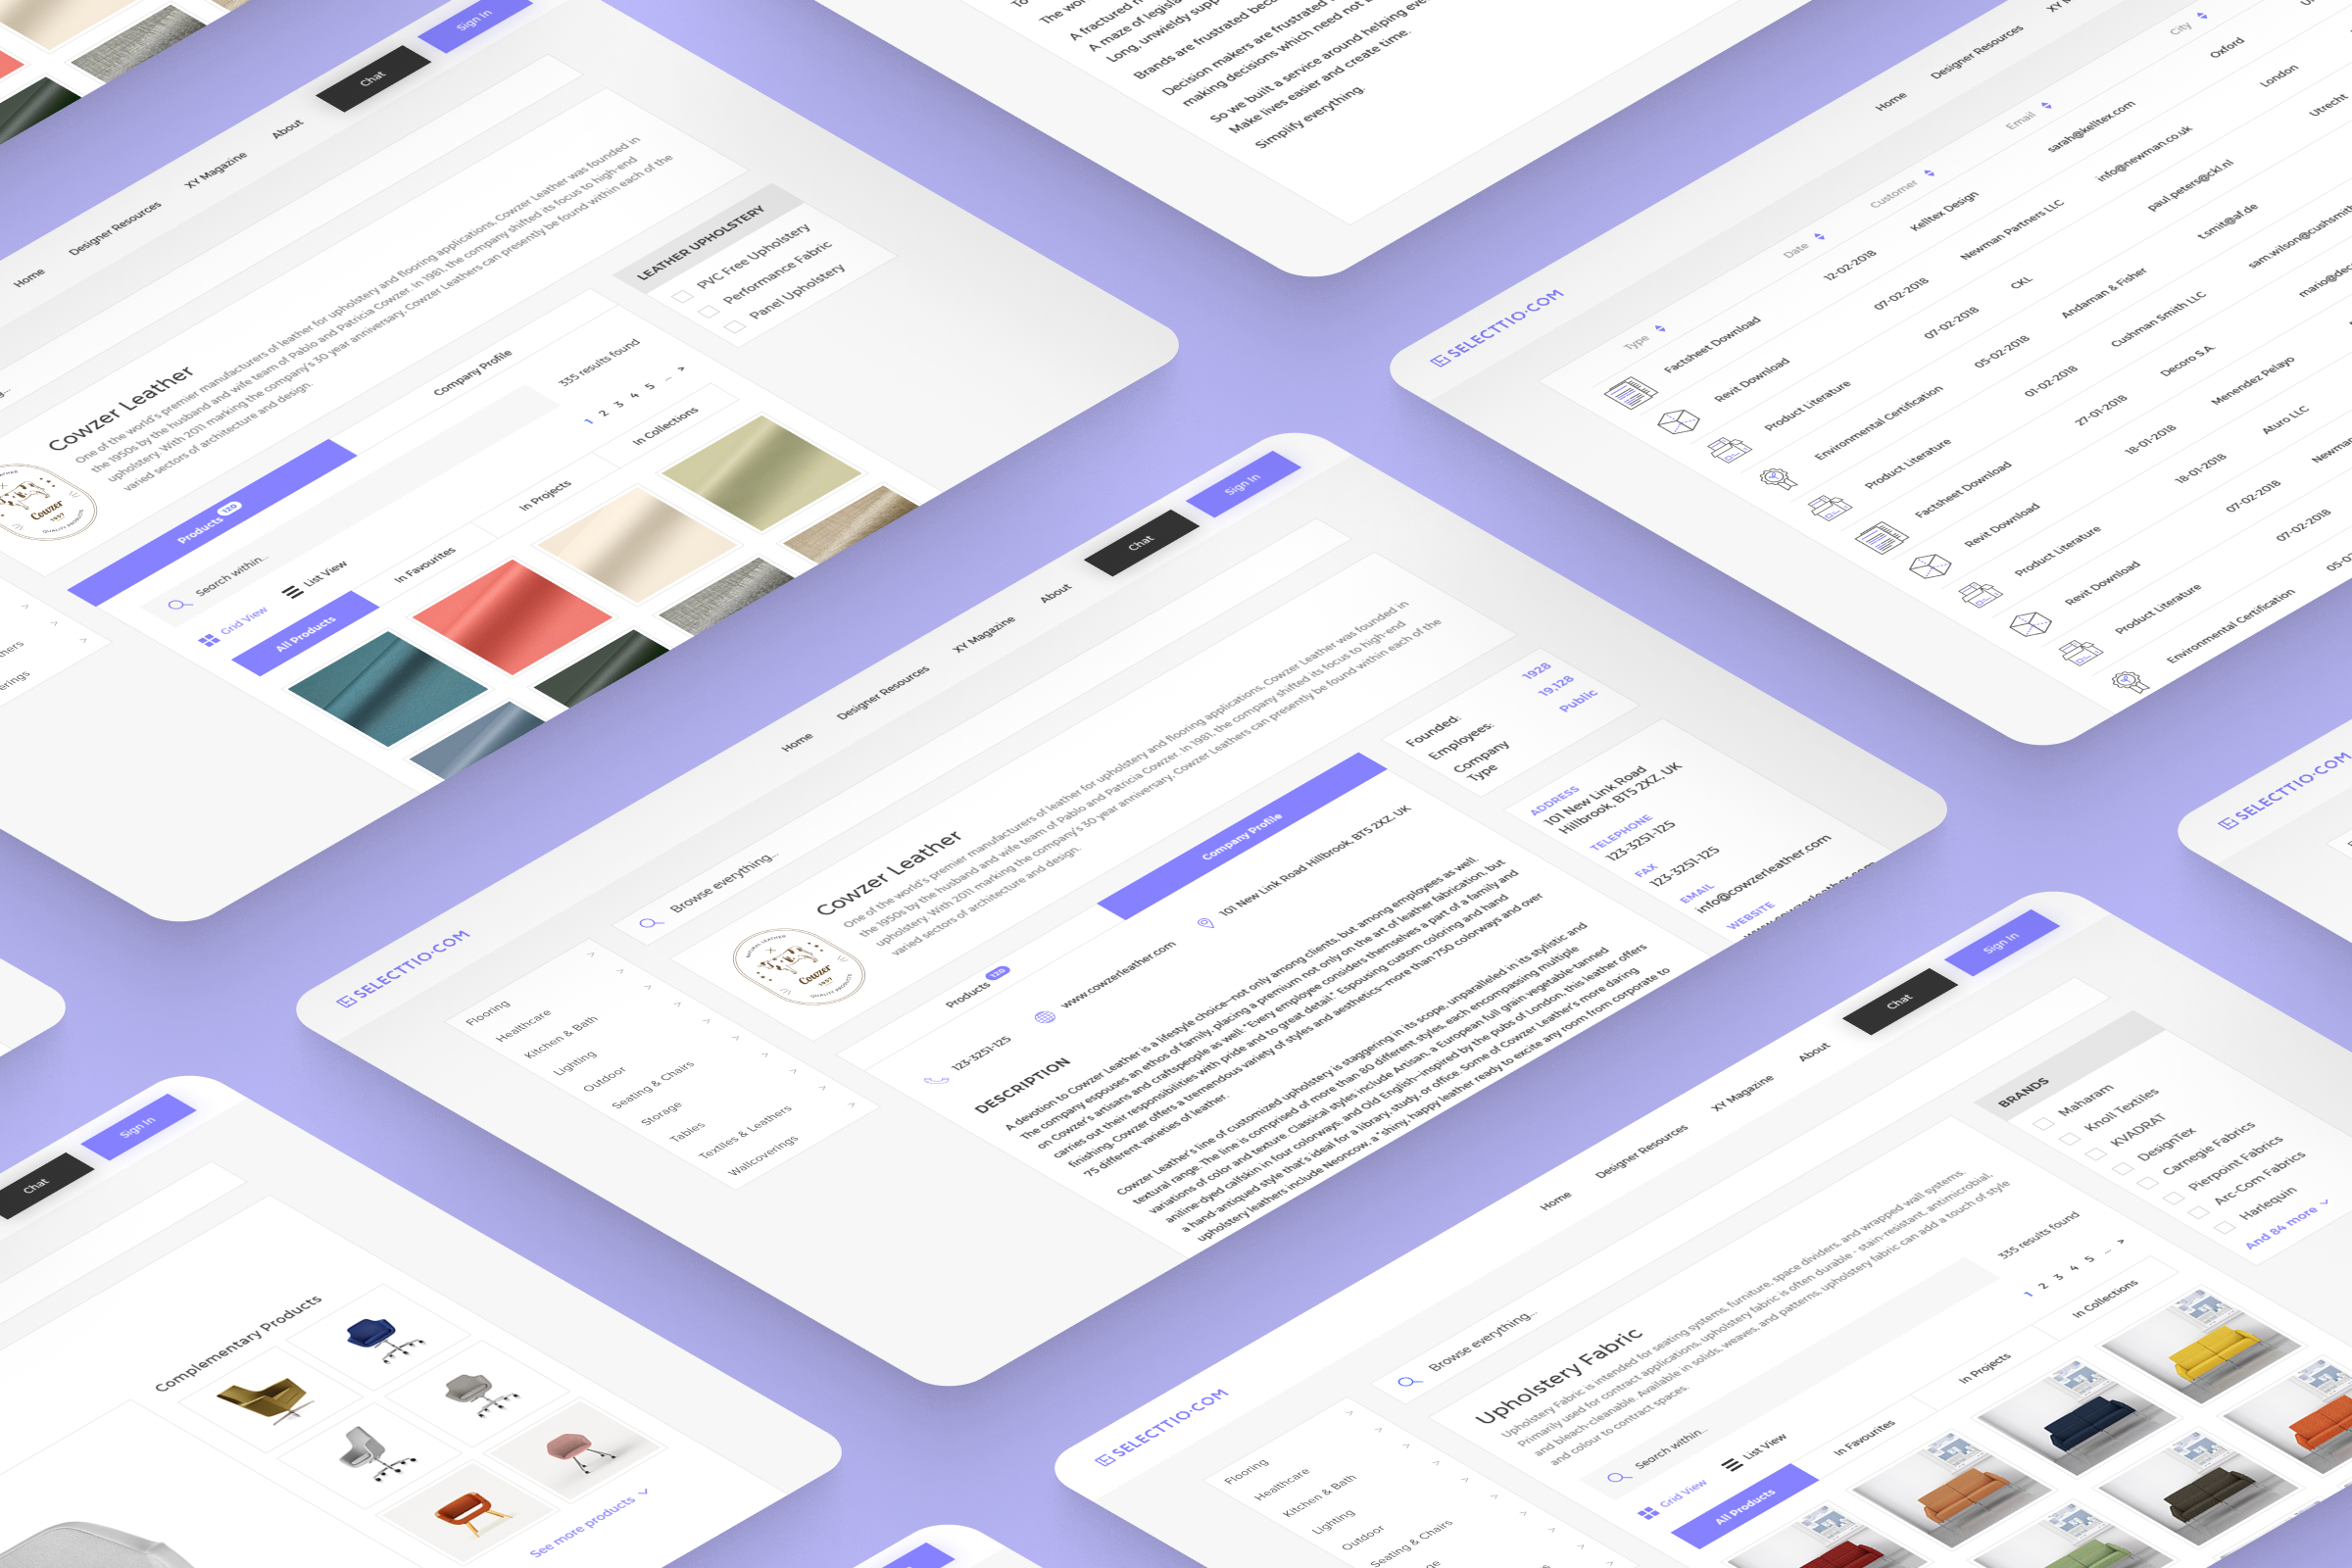 Sign In
Chat
About
XY Magazine
Designer Resources
Home
Cowzer Leather
One of the world's premier manufacturers of leather for upholstery and flooring applications, Cowzer Leather was founded in
the 1950s by the husband and wife team of Pablo and Patricia Cowzer. In 1981, the company shifted its focus to high-end
upholstery. With 2011 marking the company's 30 year anniversary, Cowzer Leathers can presently be found within each of the
varied sectors of architecture and design.
Cowzer
1957
QUALITY PRODUCTS
LEATHER UPHOLSTERY
PVC Free Upholstery
Performance Fabric
Panel Upholstery
Products 120
Company Profile
Search within...
335 results found
Grid View
List View
1 2 3 4 5 ... >
All Products
In Favourites
In Projects
In Collections
A fractured
A maze of
Long, unwieldy
Brands are frustrated
Decision makers are frustrated
making decisions which need not
So we built a service around helping
Make lives easier and create time.
Simplify everything.
SELECTTIO·COM
Home
Designer Resources
Type
Date
Customer
Email
City
Factsheet Download
12-02-2018
Kelltex Design
sarah@kelltex.com
Oxford
Revit Download
07-02-2018
Newman Partners LLC
info@newman.co.uk
London
Product Literature
07-02-2018
CKL
paul.peters@ckl.nl
Utrecht
Environmental Certification
05-02-2018
Andaman & Fisher
t.smit@af.de
Product Literature
01-02-2018
Cushman Smith LLC
Factsheet Download
27-01-2018
Decoro S.A.
Revit Download
18-01-2018
Menendez Pelayo
Product Literature
18-01-2018
Aturo LLC
Revit Download
07-02-2018
Product Literature
07-02-2018
Environmental Certification
SELECTTIO·COM
Home
Designer Resources
XY Magazine
About
Chat
Sign In
Browse everything...
Flooring
Healthcare
Kitchen & Bath
Lighting
Outdoor
Seating & Chairs
Storage
Tables
Textiles & Leathers
Wallcoverings
NATURAL LEATHER
Cowzer
1957
QUALITY PRODUCTS
Cowzer Leather
One of the world's premier manufacturers of leather for upholstery and flooring applications, Cowzer Leather was founded in
the 1950s by the husband and wife team of Pablo and Patricia Cowzer. In 1981, the company shifted its focus to high-end
upholstery. With 2011 marking the company's 30 year anniversary, Cowzer Leathers can presently be found within each of the
varied sectors of architecture and design.
Products 120
Company Profile
123-3251-125
www.cowzerleather.com
101 New Link Road Hillbrook, BT5 2XZ, UK
DESCRIPTION
A devotion to Cowzer Leather is a lifestyle choice—not only among clients, but among employees as well.
The company espouses an ethos of family, placing a premium not only on the art of leather fabrication, but
on Cowzer's artisans and craftspeople as well: "Every employee considers themselves a part of a family and
carries out their responsibilities with pride and to great detail." Espousing custom coloring and hand
finishing, Cowzer offers a tremendous variety of styles and aesthetics—more than 750 colorways and over
75 different varieties of leather.
Cowzer Leather's line of customized upholstery is staggering in its scope, unparalleled in its stylistic and
textural range. The line is comprised of more than 80 different styles, each encompassing multiple
variations of color and texture. Classical styles include Artisan, a European full grain vegetable-tanned
aniline-dyed calfskin in four colorways, and Old English—inspired by the pubs of London, this leather offers
a hand-antiqued style that's ideal for a library, study, or office. Some of Cowzer Leather's more daring
upholstery leathers include Neoncow, a "shiny, happy leather ready to excite any room from corporate to
Founded: 1928
Employees: 19,128
Company Type Public
ADDRESS
101 New Link Road
Hillbrook, BT5 2XZ, UK
TELEPHONE
123-3251-125
FAX
123-3251-125
EMAIL
info@cowzerleather.com
WEBSITE
SELECTTIO·COM
Chat
Sign In
Complementary Products
See more products
SELECTTIO·COM
Home
Designer Resources
XY Magazine
About
Chat
Sign In
Browse everything...
Flooring
Healthcare
Kitchen & Bath
Lighting
Outdoor
Seating & Chairs
Upholstery Fabric
Upholstery Fabric is intended for seating systems, furniture, space dividers, and wrapped wall systems.
Primarily used for contract applications, upholstery fabric is often durable - stain-resistant, antimicrobial,
and bleach-cleanable. Available in solids, weaves, and patterns, upholstery fabric can add a touch of style
and colour to contract spaces.
Search within...
335 results found
Grid View
List View
1 2 3 4 5 ... >
All Products
In Favourites
In Projects
In Collections
BRANDS
Maharam
Knoll Textiles
KVADRAT
DesignTex
Carnegie Fabrics
Pierpoint Fabrics
Arc-Com Fabrics
Harlequin
And 84 more